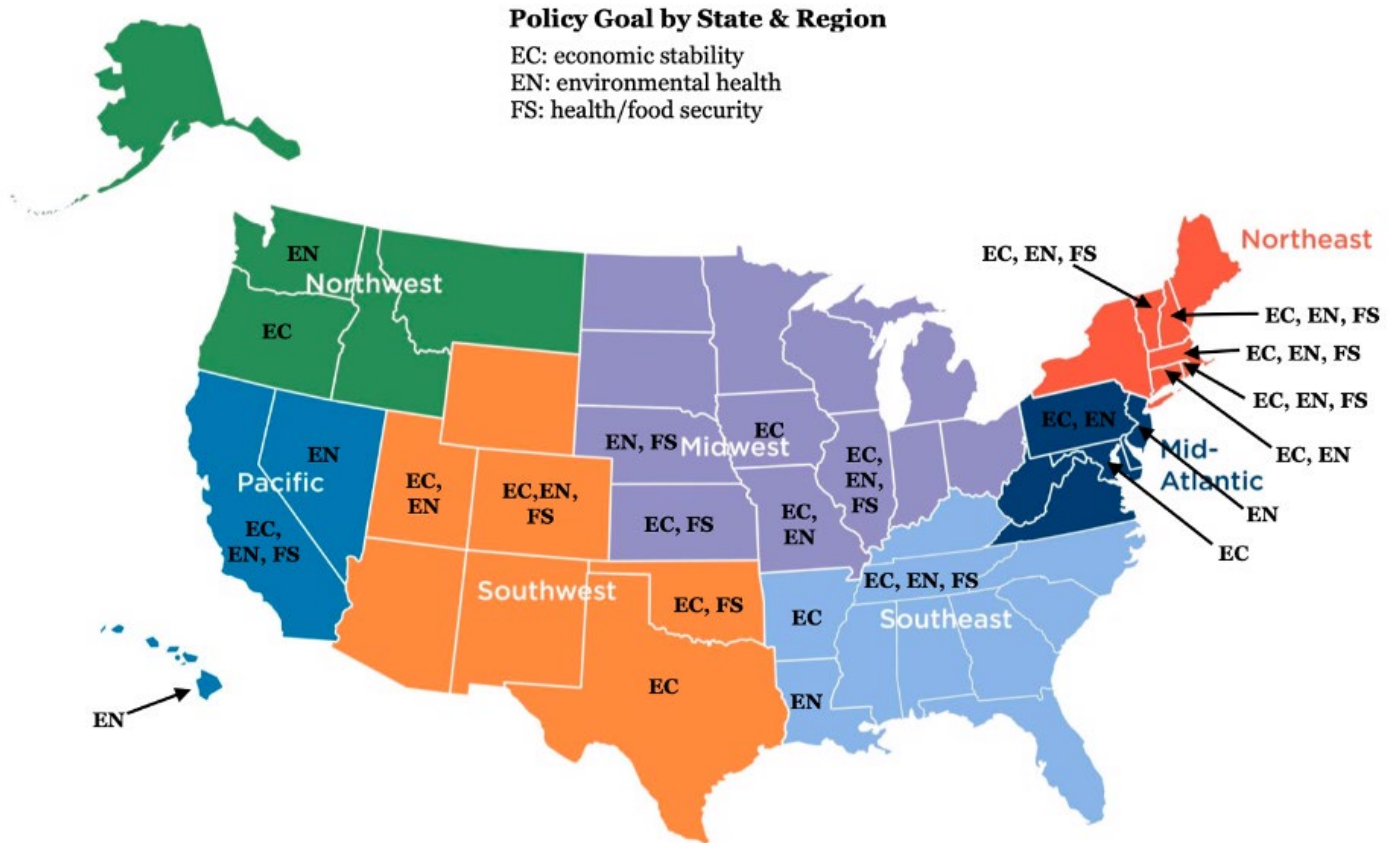 Policy Goal by State & Region
EC: economic stability
EN: environmental health
FS: health/food security
Northeast
EC, EN, FS
EN
Northwest
EC, EN, FS
EC
EC, EN, FS
EC, EN, FS
EC, EN
EC
EN, FS
Midwest
EC,
EN,
FS
EC, EN
Mid-
Atlantic
EN
Pacific
EC,
EN
EC,EN,
FS
EC, FS
EC,
EN
EN
EC,
EN, FS
EC
Southwest
EC, FS
EC, EN, FS
EC
Southeast
EC
EN
EN